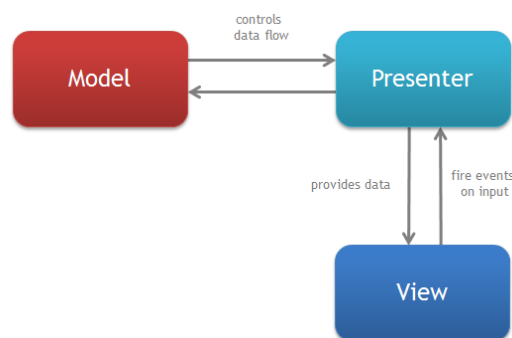 controls
data flow
Model
Presenter
provides data
fire events
on input
View